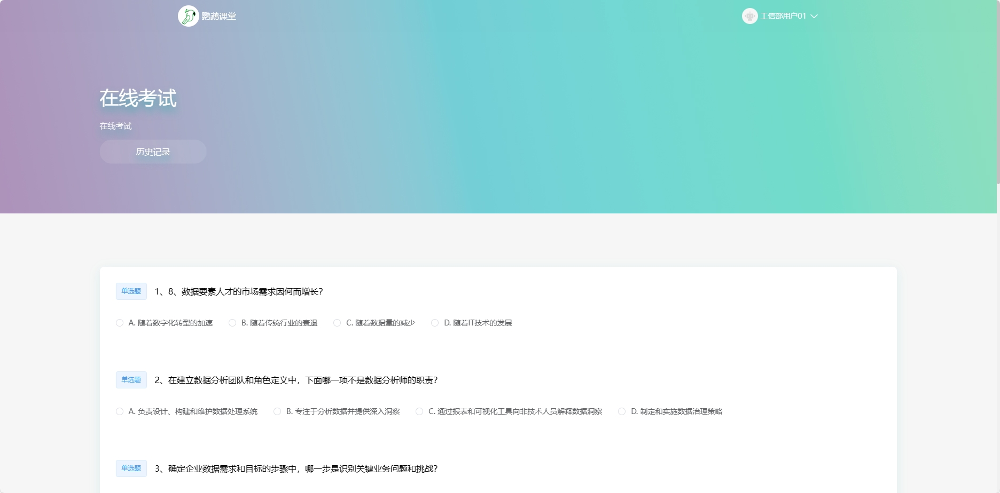 鹦鹉课堂
工信部用户01
在线考试
在线考试
历史记录
单选题 1、8、数据要素人才的市场需求因何而增长？
A. 随着数字化转型的加速 B. 随着传统行业的衰退 C. 随着数据量的减少 D. 随着IT技术的发展
单选题 2、在建立数据分析团队和角色定义中，下面哪一项不是数据分析师的职责？
A. 负责设计、构建和维护数据处理系统 B. 专注于分析数据并提供深入洞察 C. 通过报表和可视化工具向非技术人员解释数据洞察 D. 制定和实施数据治理策略
单选题 3、确定企业数据需求和目标的步骤中，哪一步是识别关键业务问题和挑战？